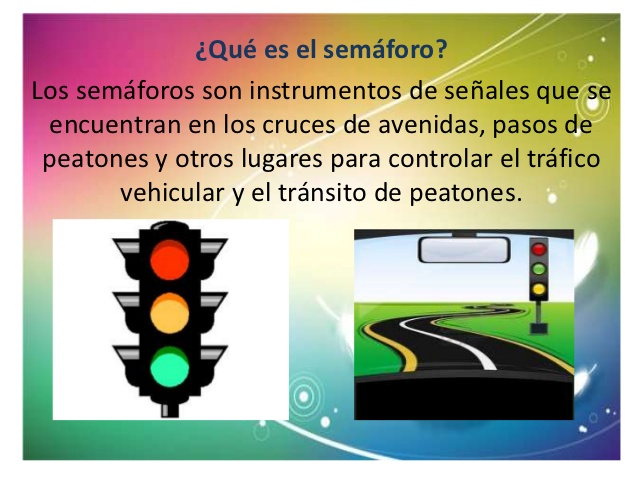 ¿Qué es el semáforo?
Los semáforos son instrumentos de señales que se
encuentran en los cruces de avenidas, pasos de
peatones y otros lugares para controlar el tráfico
vehicular y el tránsito de peatones.